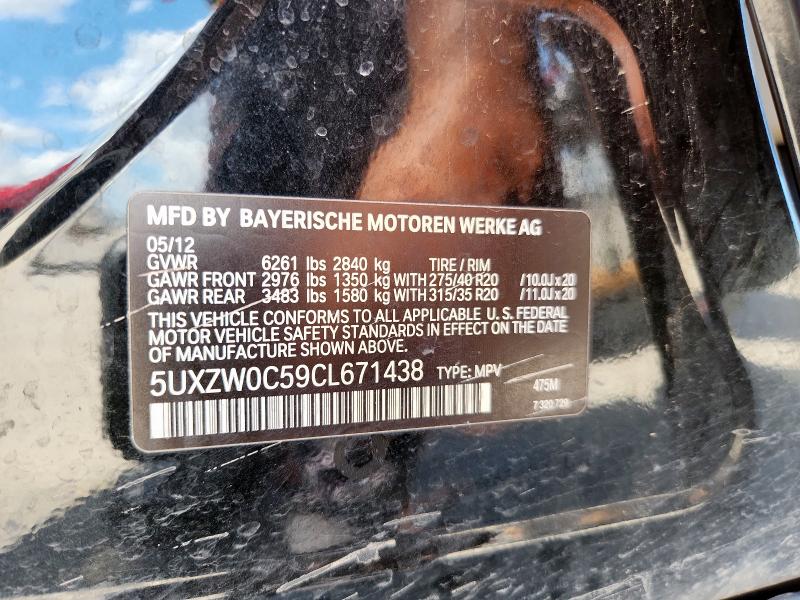 MFD BY BAYERISCHE MOTOREN WERKE AG
05/12
GVWR 6261 lbs 2840 kg TIRE / RIM
GAWR FRONT 2976 lbs 1350 kg WITH 275/40 R20 /10.0J x 20
GAWR REAR 3483 lbs 1580 kg WITH 315/35 R20 /11.0J x 20
THIS VEHICLE CONFORMS TO ALL APPLICABLE U.S. FEDERAL
MOTOR VEHICLE SAFETY STANDARDS IN EFFECT ON THE DATE
OF MANUFACTURE SHOWN ABOVE.
5UXZW0C59CL671438 TYPE: MPV
475M
7 320 729